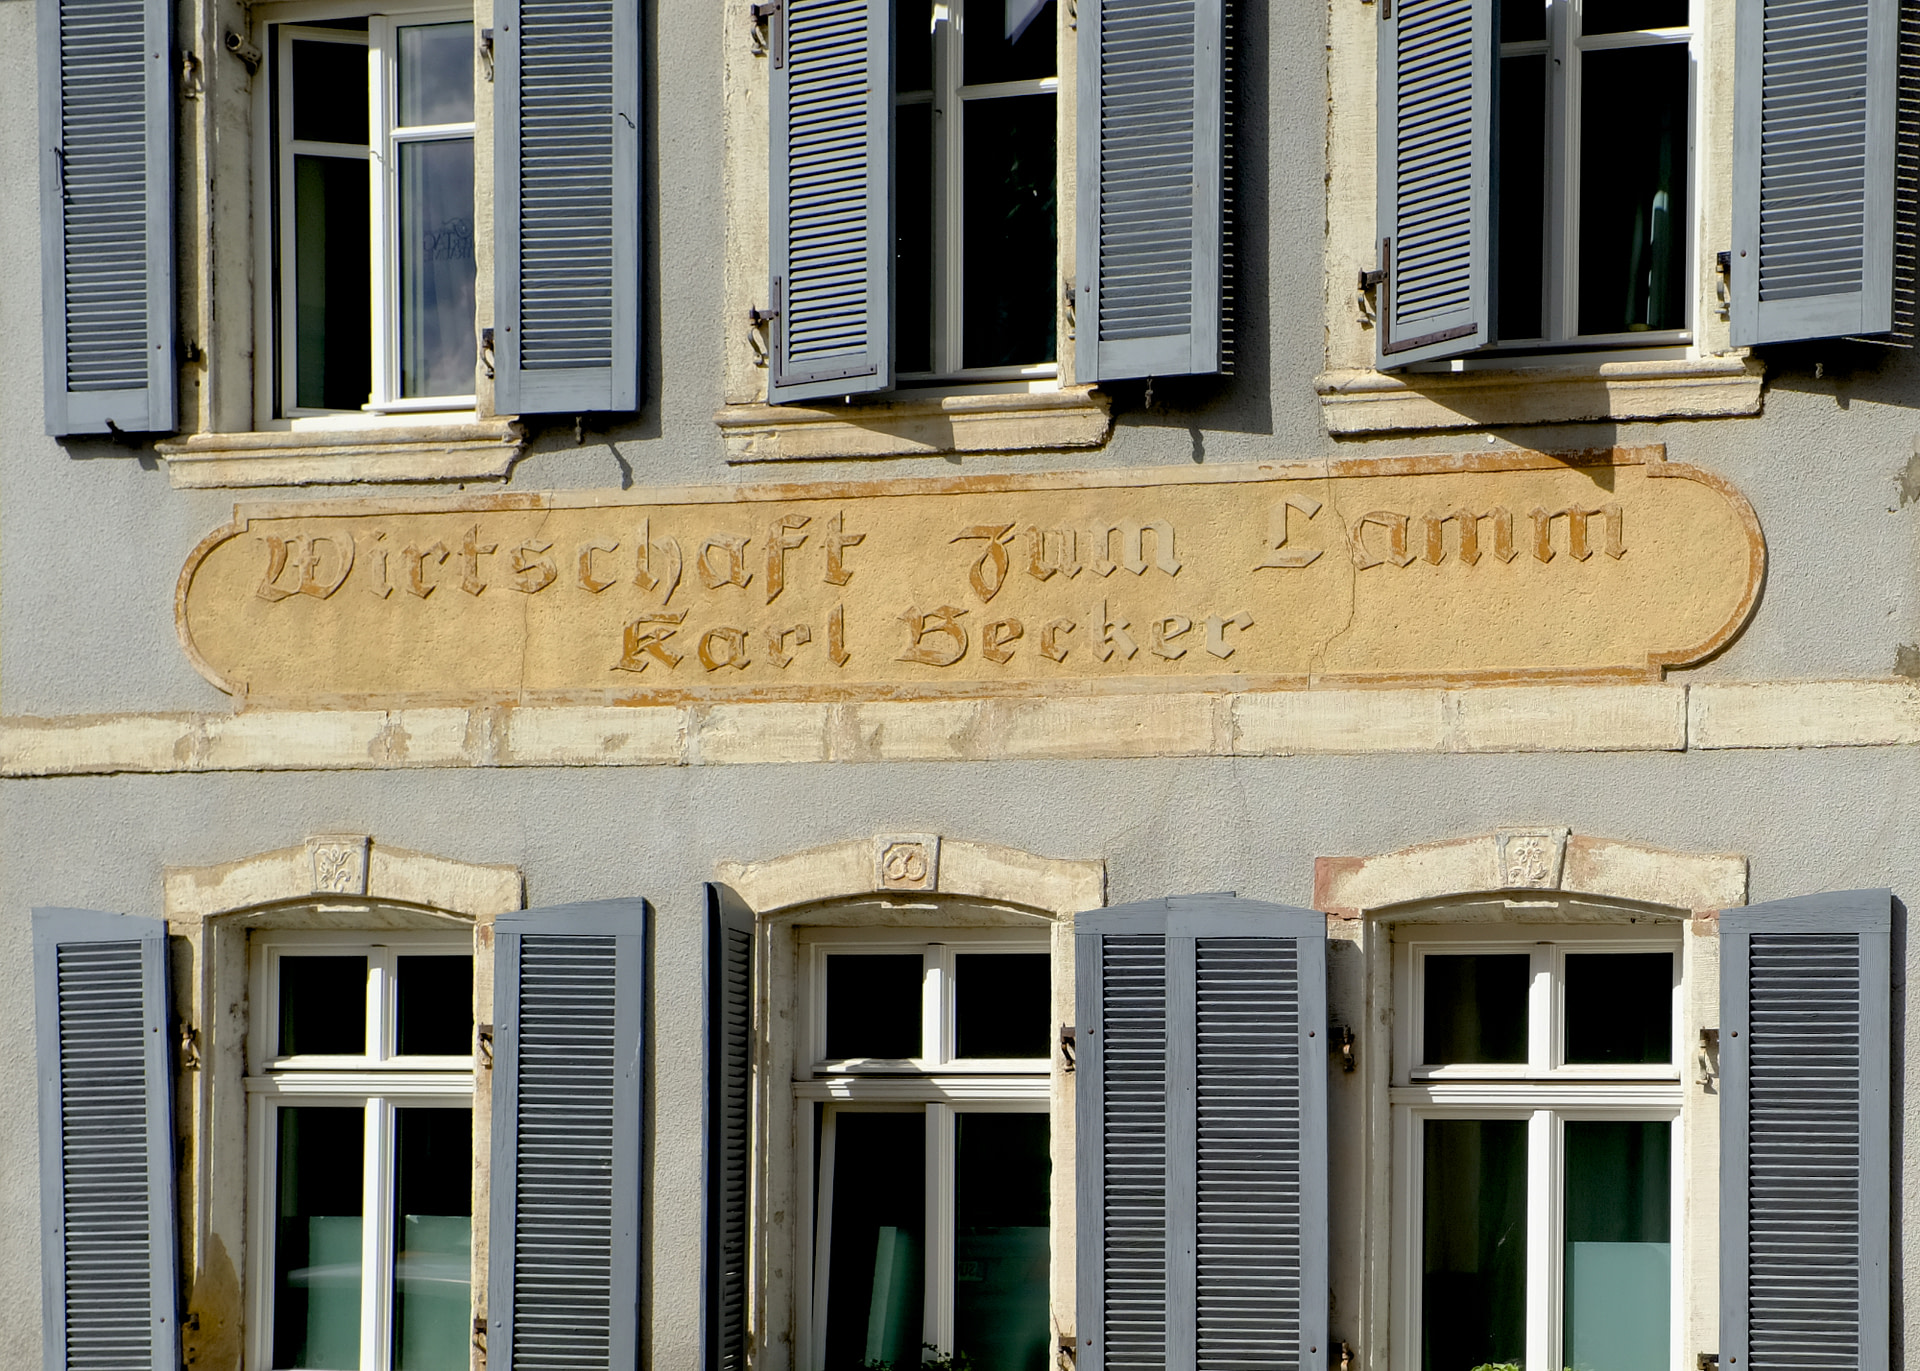 Wirtschaft zum Lamm
Karl Becker